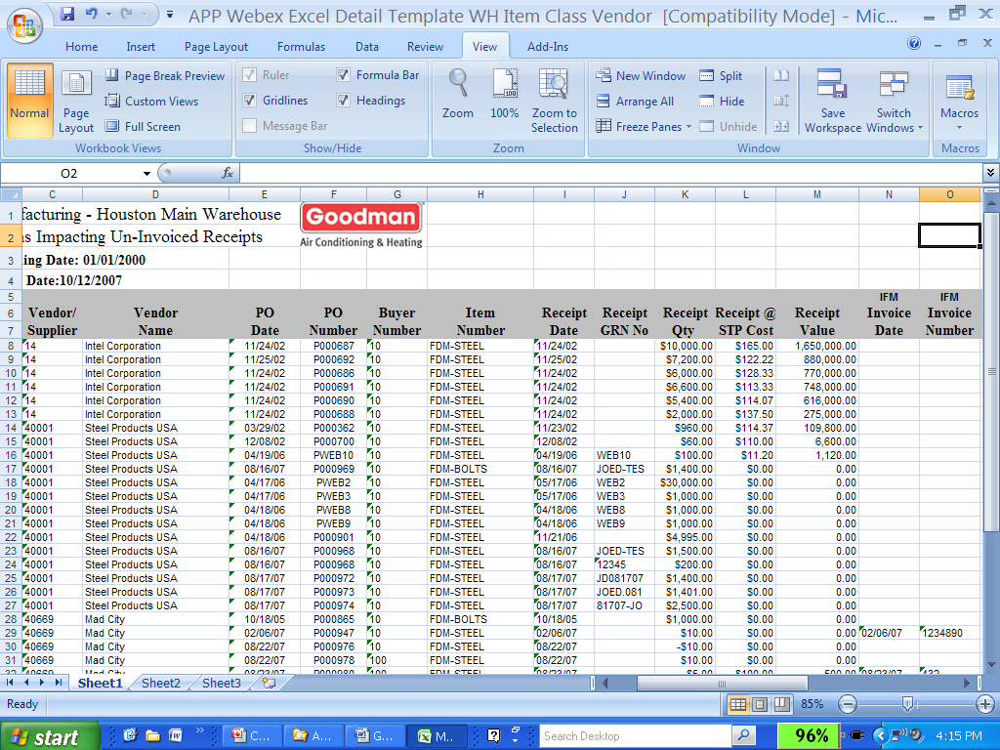 APP Webex Excel Detail Template WH Item Class Vendor [Compatibility Mode] - Mic...
Home Insert Page Layout Formulas Data Review View Add-Ins
Normal
Page Layout
Page Break Preview
Custom Views
Full Screen
Workbook Views
Ruler Formula Bar
Gridlines Headings
Message Bar
Show/Hide
Zoom 100% Zoom to Selection
Zoom
New Window
Arrange All
Freeze Panes
Split
Hide
Unhide
Window
Save Workspace
Switch Windows
Macros
Macros
O2 fx
C D E F G H I J K L M N O
1 facturing - Houston Main Warehouse
Goodman
Air Conditioning & Heating
2 s Impacting Un-Invoiced Receipts
3 ing Date: 01/01/2000
4 Date:10/12/2007
5 IFM IFM
6 Vendor/ Vendor PO PO Buyer Item Receipt Receipt Receipt Receipt @ Receipt Invoice Invoice
7 Supplier Name Date Number Number Number Date GRN No Qty STP Cost Value Date Number
8 14 Intel Corporation 11/24/02 P000687 10 FDM-STEEL 11/24/02 $10,000.00 $165.00 1,650,000.00
9 14 Intel Corporation 11/25/02 P000692 10 FDM-STEEL 11/25/02 $7,200.00 $122.22 880,000.00
10 14 Intel Corporation 11/24/02 P000686 10 FDM-STEEL 11/24/02 $6,000.00 $128.33 770,000.00
11 14 Intel Corporation 11/24/02 P000691 10 FDM-STEEL 11/24/02 $6,600.00 $113.33 748,000.00
12 14 Intel Corporation 11/24/02 P000690 10 FDM-STEEL 11/24/02 $5,400.00 $114.07 616,000.00
13 14 Intel Corporation 11/24/02 P000688 10 FDM-STEEL 11/24/02 $2,000.00 $137.50 275,000.00
14 40001 Steel Products USA 03/29/02 P000362 10 FDM-STEEL 11/23/02 $960.00 $114.37 109,800.00
15 40001 Steel Products USA 12/08/02 P000700 10 FDM-STEEL 12/08/02 $60.00 $110.00 6,600.00
16 40001 Steel Products USA 04/19/06 PWEB10 10 FDM-STEEL 04/19/06 WEB10 $100.00 $11.20 1,120.00
17 40001 Steel Products USA 08/16/07 P000969 10 FDM-BOLTS 08/16/07 JOED-TES $1,400.00 $0.00 0.00
18 40001 Steel Products USA 04/17/06 PWEB2 10 FDM-STEEL 05/17/06 WEB2 $30,000.00 $0.00 0.00
19 40001 Steel Products USA 04/17/06 PWEB3 10 FDM-STEEL 05/17/06 WEB3 $1,000.00 $0.00 0.00
20 40001 Steel Products USA 04/18/06 PWEB8 10 FDM-STEEL 04/18/06 WEB8 $1,000.00 $0.00 0.00
21 40001 Steel Products USA 04/18/06 PWEB9 10 FDM-STEEL 04/18/06 WEB9 $1,000.00 $0.00 0.00
22 40001 Steel Products USA 04/18/06 P000901 10 FDM-STEEL 11/21/06 $4,995.00 $0.00 0.00
23 40001 Steel Products USA 08/16/07 P000968 10 FDM-STEEL 08/16/07 JOED-TES $1,500.00 $0.00 0.00
24 40001 Steel Products USA 08/16/07 P000968 10 FDM-STEEL 08/16/07 12345 $200.00 $0.00 0.00
25 40001 Steel Products USA 08/17/07 P000972 10 FDM-STEEL 08/17/07 JD081707 $1,400.00 $0.00 0.00
26 40001 Steel Products USA 08/17/07 P000973 10 FDM-STEEL 08/17/07 JOED.081 $1,401.00 $0.00 0.00
27 40001 Steel Products USA 08/17/07 P000974 10 FDM-STEEL 08/17/07 81707-JO $2,500.00 $0.00 0.00
28 40669 Mad City 10/18/05 P000865 10 FDM-BOLTS 10/18/05 $1,000.00 $0.00 0.00
29 40669 Mad City 02/06/07 P000947 10 FDM-STEEL 02/06/07 $10.00 $0.00 0.00 02/06/07 1234890
30 40669 Mad City 08/22/07 P000976 10 FDM-STEEL 08/22/07 -$10.00 $0.00 0.00
31 40669 Mad City 08/22/07 P000978 100 FDM-STEEL 08/22/07 $10.00 $0.00 0.00
Sheet1 Sheet2 Sheet3
Ready 85%
start C... A... G... M... Search Desktop 96% 4:15 PM